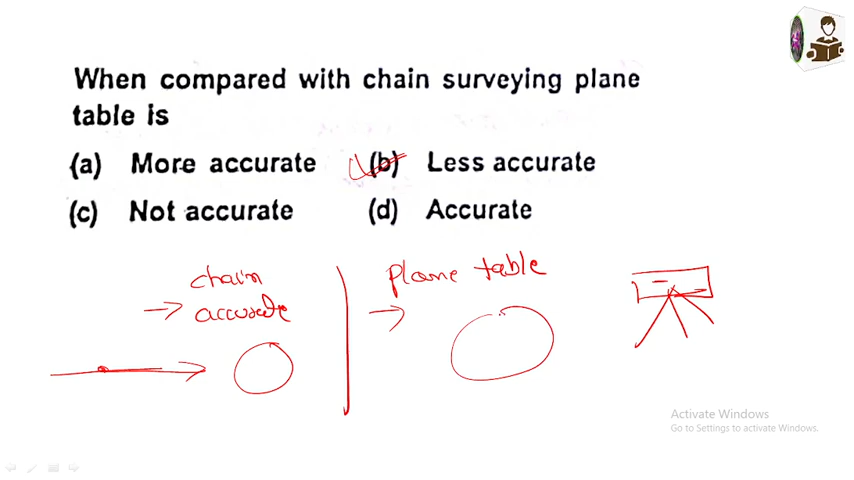 When compared with chain surveying plane
table is
(a) More accurate (b) Less accurate
(c) Not accurate (d) Accurate
chain
→ accurate
plane table
→
Activate Windows
Go to Settings to activate Windows.